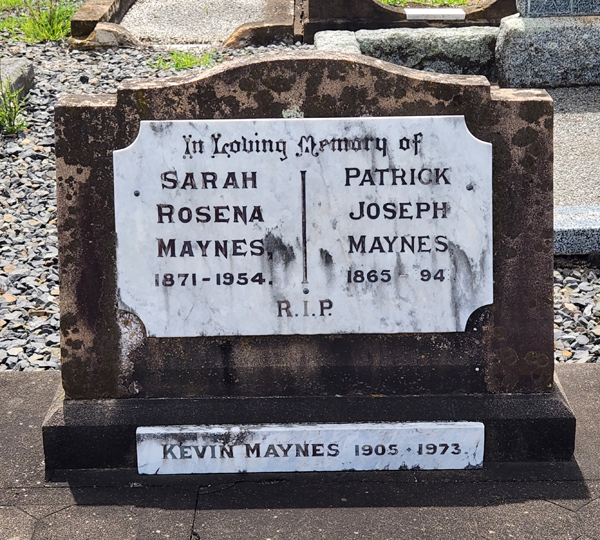 In Loving Memory of
SARAH
ROSENA
MAYNES.
1871-1954.
PATRICK
JOSEPH
MAYNES
1865 - 94.
R.I.P.
KEVIN MAYNES 1905 · 1973.